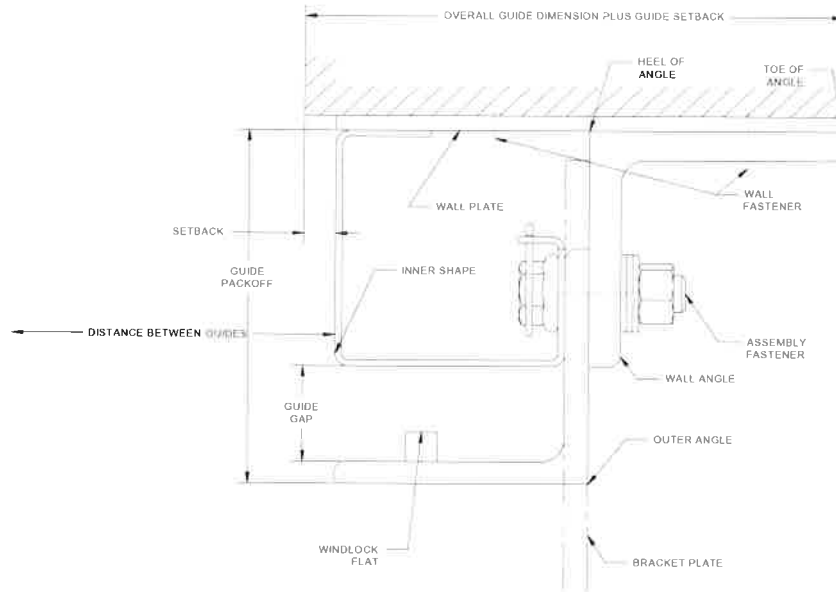 OVERALL GUIDE DIMENSION PLUS GUIDE SETBACK
HEEL OF
ANGLE
TOE OF
ANGLE
WALL PLATE
WALL
FASTENER
SETBACK
GUIDE
PACKOFF
INNER SHAPE
DISTANCE BETWEEN GUIDES
ASSEMBLY
FASTENER
WALL ANGLE
GUIDE
GAP
OUTER ANGLE
WINDLOCK
FLAT
BRACKET PLATE